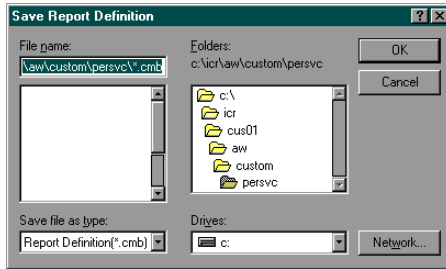 Save Report Definition
File name:
\aw\custom\persvc\*.cmb
Folders:
c:\icr\aw\custom\persvc
OK
Cancel
c:\
icr
cus01
aw
custom
persvc
Save file as type:
Report Definition(*.cmb)
Drives:
c:
Network...